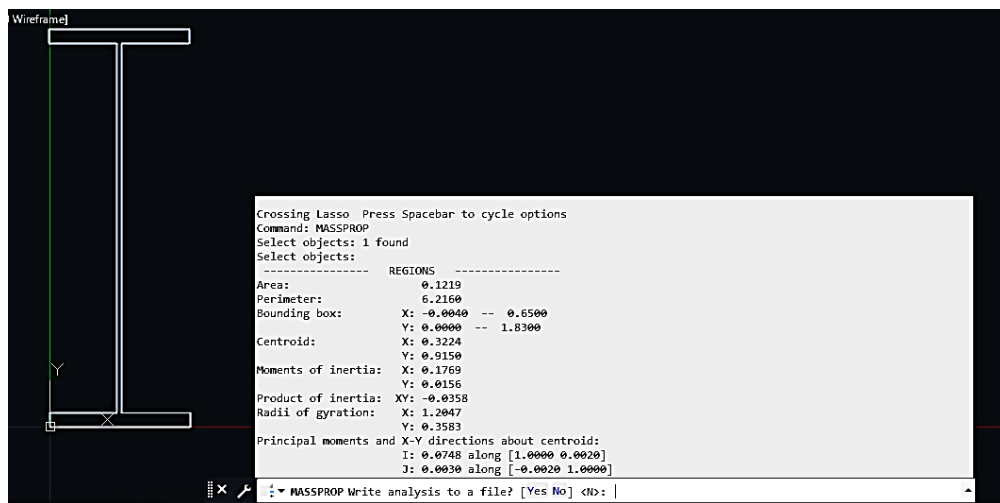 Wireframe]
Crossing Lasso Press Spacebar to cycle options
Command: MASSPROP
Select objects: 1 found
Select objects:
---------------- REGIONS ----------------
Area: 0.1219
Perimeter: 6.2160
Bounding box: X: -0.0040 -- 0.6500
Y: 0.0000 -- 1.8300
Centroid: X: 0.3224
Y: 0.9150
Moments of inertia: X: 0.1769
Y: 0.0156
Product of inertia: XY: -0.0358
Radii of gyration: X: 1.2047
Y: 0.3583
Principal moments and X-Y directions about centroid:
I: 0.0748 along [1.0000 0.0020]
J: 0.0030 along [-0.0020 1.0000]
Y
X
MASSPROP Write analysis to a file? [Yes No] <N>: